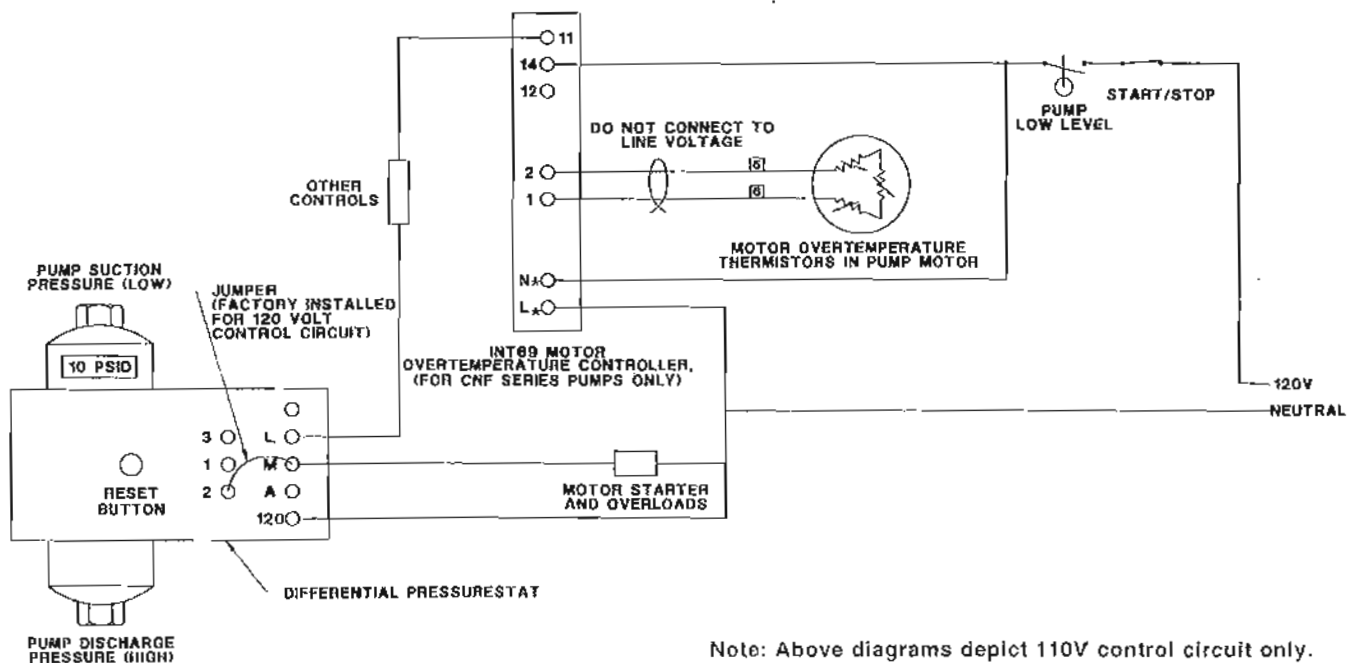 11
14
12
DO NOT CONNECT TO
LINE VOLTAGE
2
1
6
6
MOTOR OVERTEMPERATURE
THERMISTORS IN PUMP MOTOR
N*
L*
INT69 MOTOR
OVERTEMPERATURE CONTROLLER,
(FOR CNF SERIES PUMPS ONLY)
PUMP
LOW LEVEL
START/STOP
120V
NEUTRAL
OTHER
CONTROLS
PUMP SUCTION
PRESSURE (LOW)
JUMPER
(FACTORY INSTALLED
FOR 120 VOLT
CONTROL CIRCUIT)
10 PSID
RESET
BUTTON
3
1
2
L
M
A
120
MOTOR STARTER
AND OVERLOADS
DIFFERENTIAL PRESSURESTAT
PUMP DISCHARGE
PRESSURE (HIGH)
Note: Above diagrams depict 110V control circuit only.